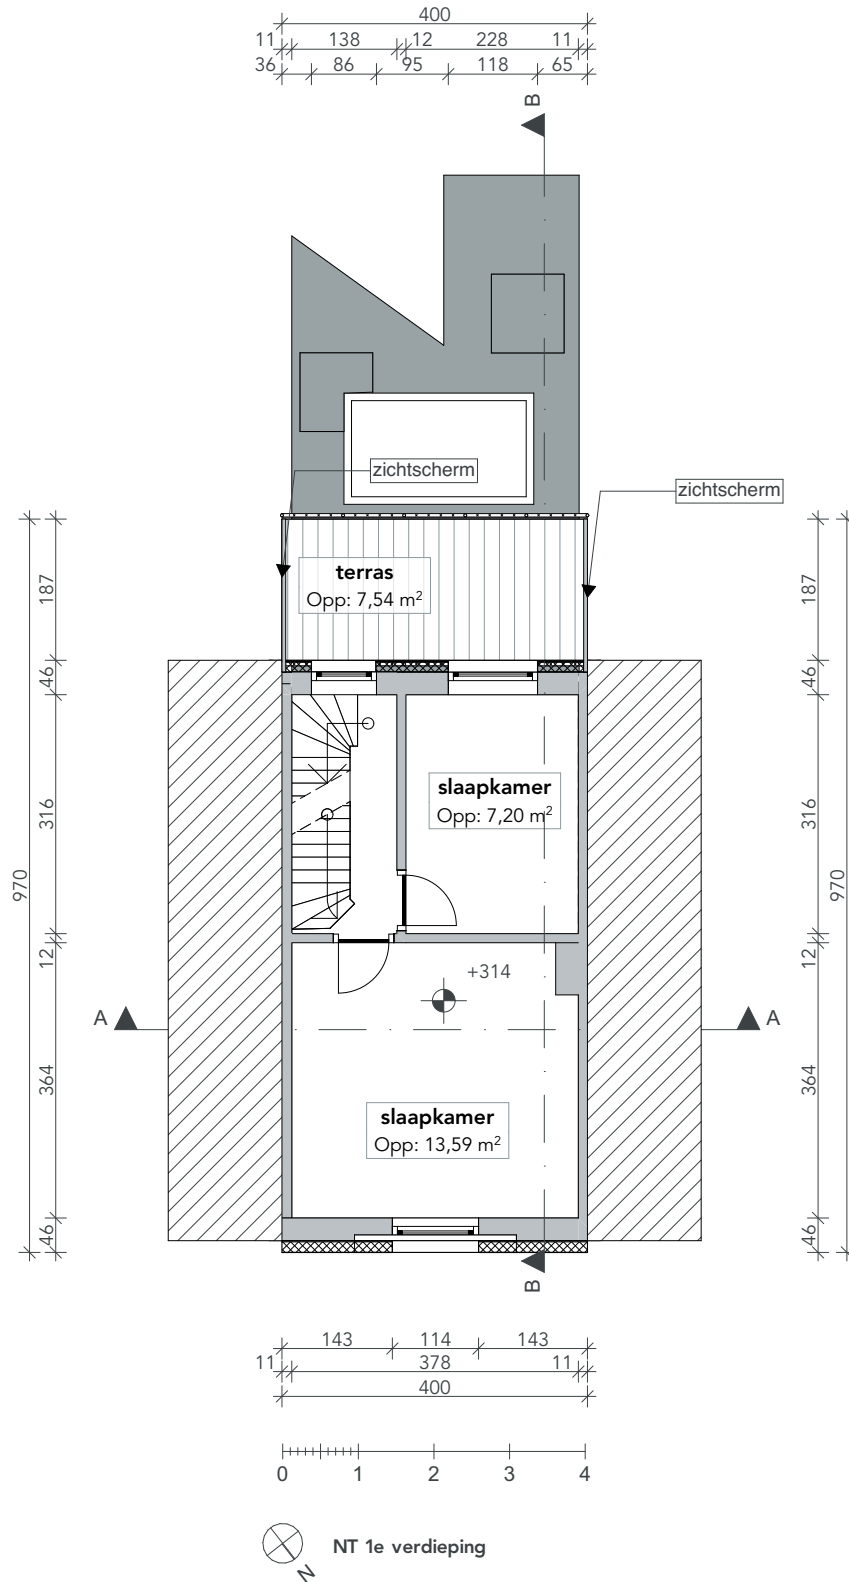 400
11 138 12 228 11
36 86 95 118 65
B
zichtscherm
zichtscherm
terras
Opp: 7,54 m²
187
46
316
12
364
46
970
187
46
316
12
364
46
970
slaapkamer
Opp: 7,20 m²
+314
A
A
slaapkamer
Opp: 13,59 m²
B
143 114 143
11 378 11
400
0 1 2 3 4
N
NT 1e verdieping